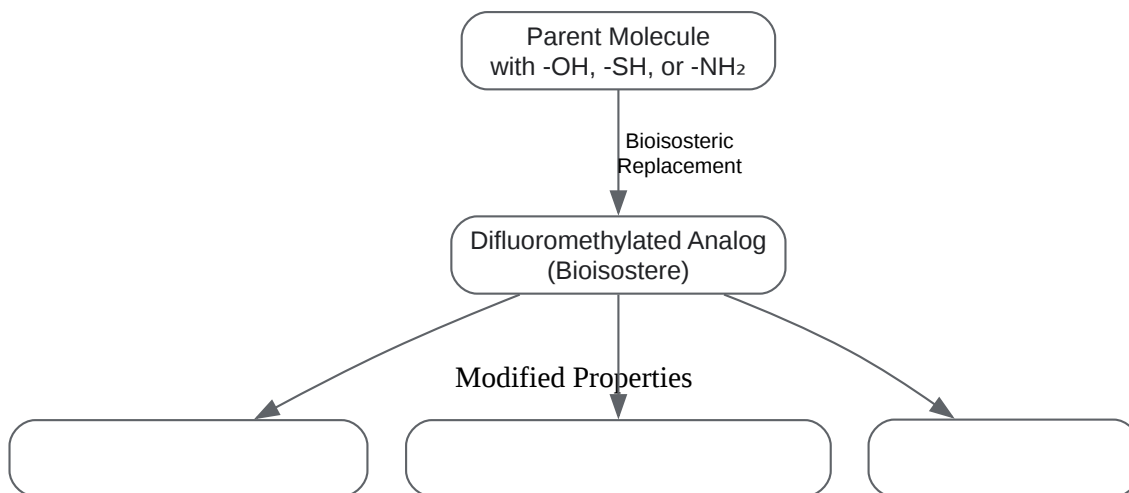 Parent Molecule
with -OH, -SH, or -NH₂
Bioisosteric
Replacement
Difluoromethylated Analog
(Bioisostere)
Modified Properties